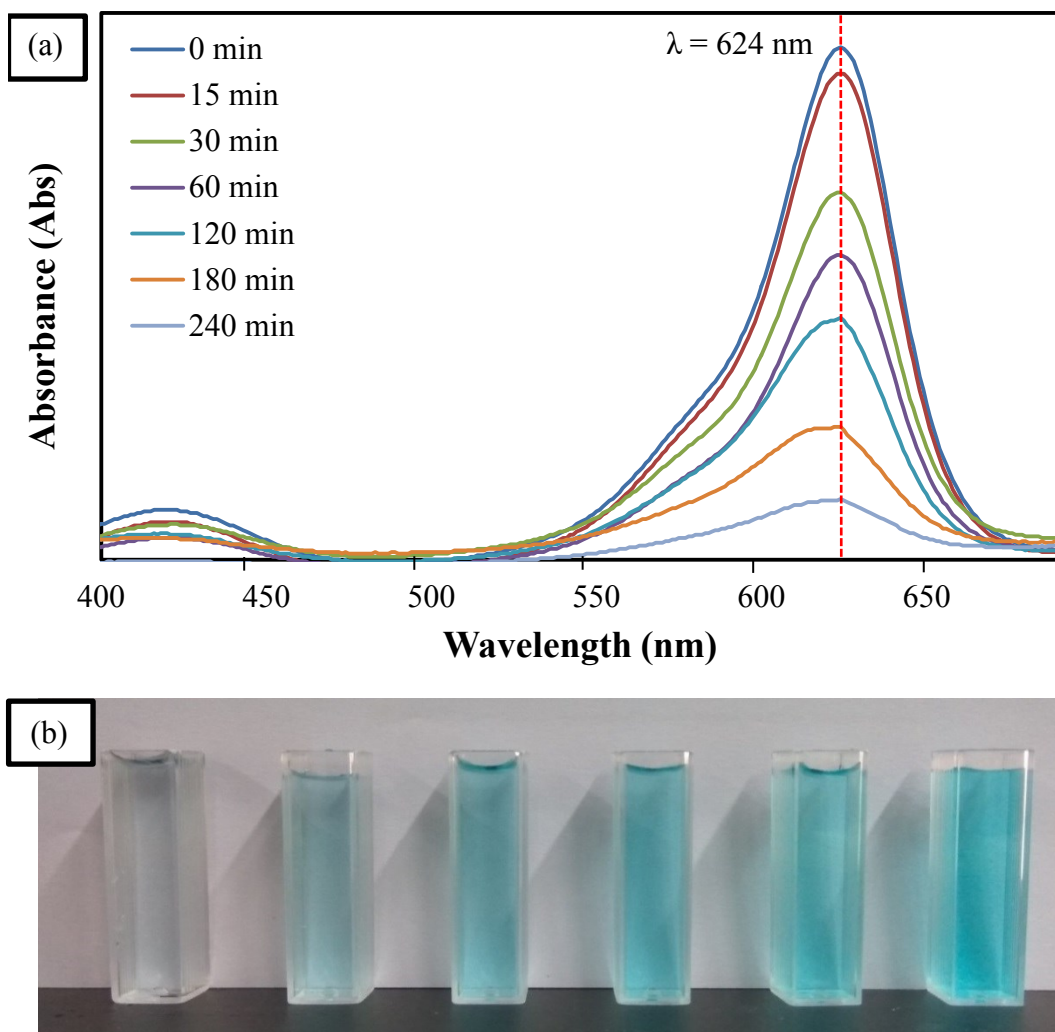 (a)
λ = 624 nm
0 min
15 min
30 min
60 min
120 min
180 min
240 min
Absorbance (Abs)
400 450 500 550 600 650
Wavelength (nm)
(b)